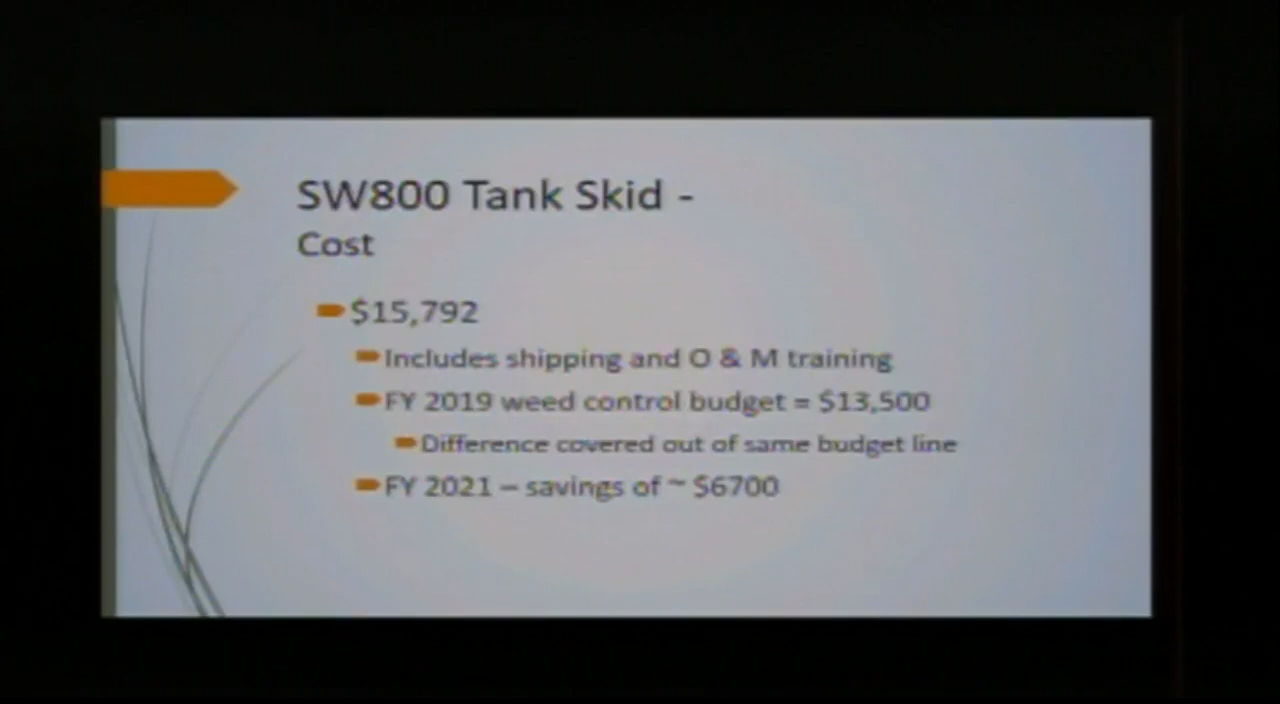 SW800 Tank Skid -
Cost
$15,792
Includes shipping and O & M training
FY 2019 weed control budget = $13,500
Difference covered out of same budget line
FY 2021 – savings of ~ $6700